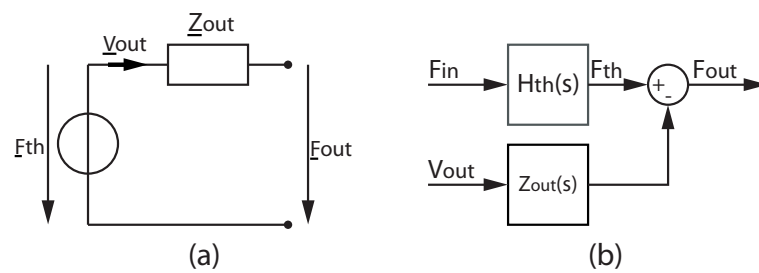 Vout
Zout
Fth
Fout
(a)
Fin
Hth(s)
Fth
+
-
Fout
Vout
Zout(s)
(b)